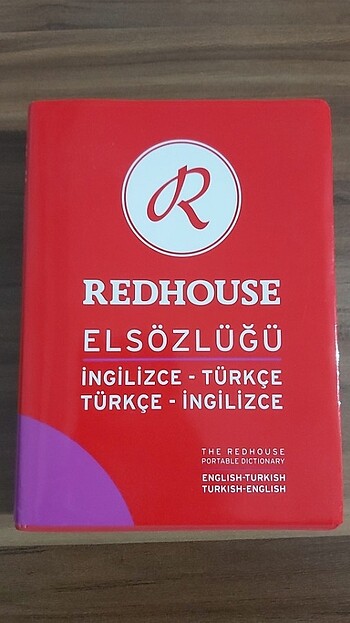 R
REDHOUSE
ELSÖZLÜĞÜ
İNGİLİZCE - TÜRKÇE
TÜRKÇE - İNGİLİZCE
THE REDHOUSE
PORTABLE DICTIONARY
ENGLISH-TURKISH
TURKISH-ENGLISH